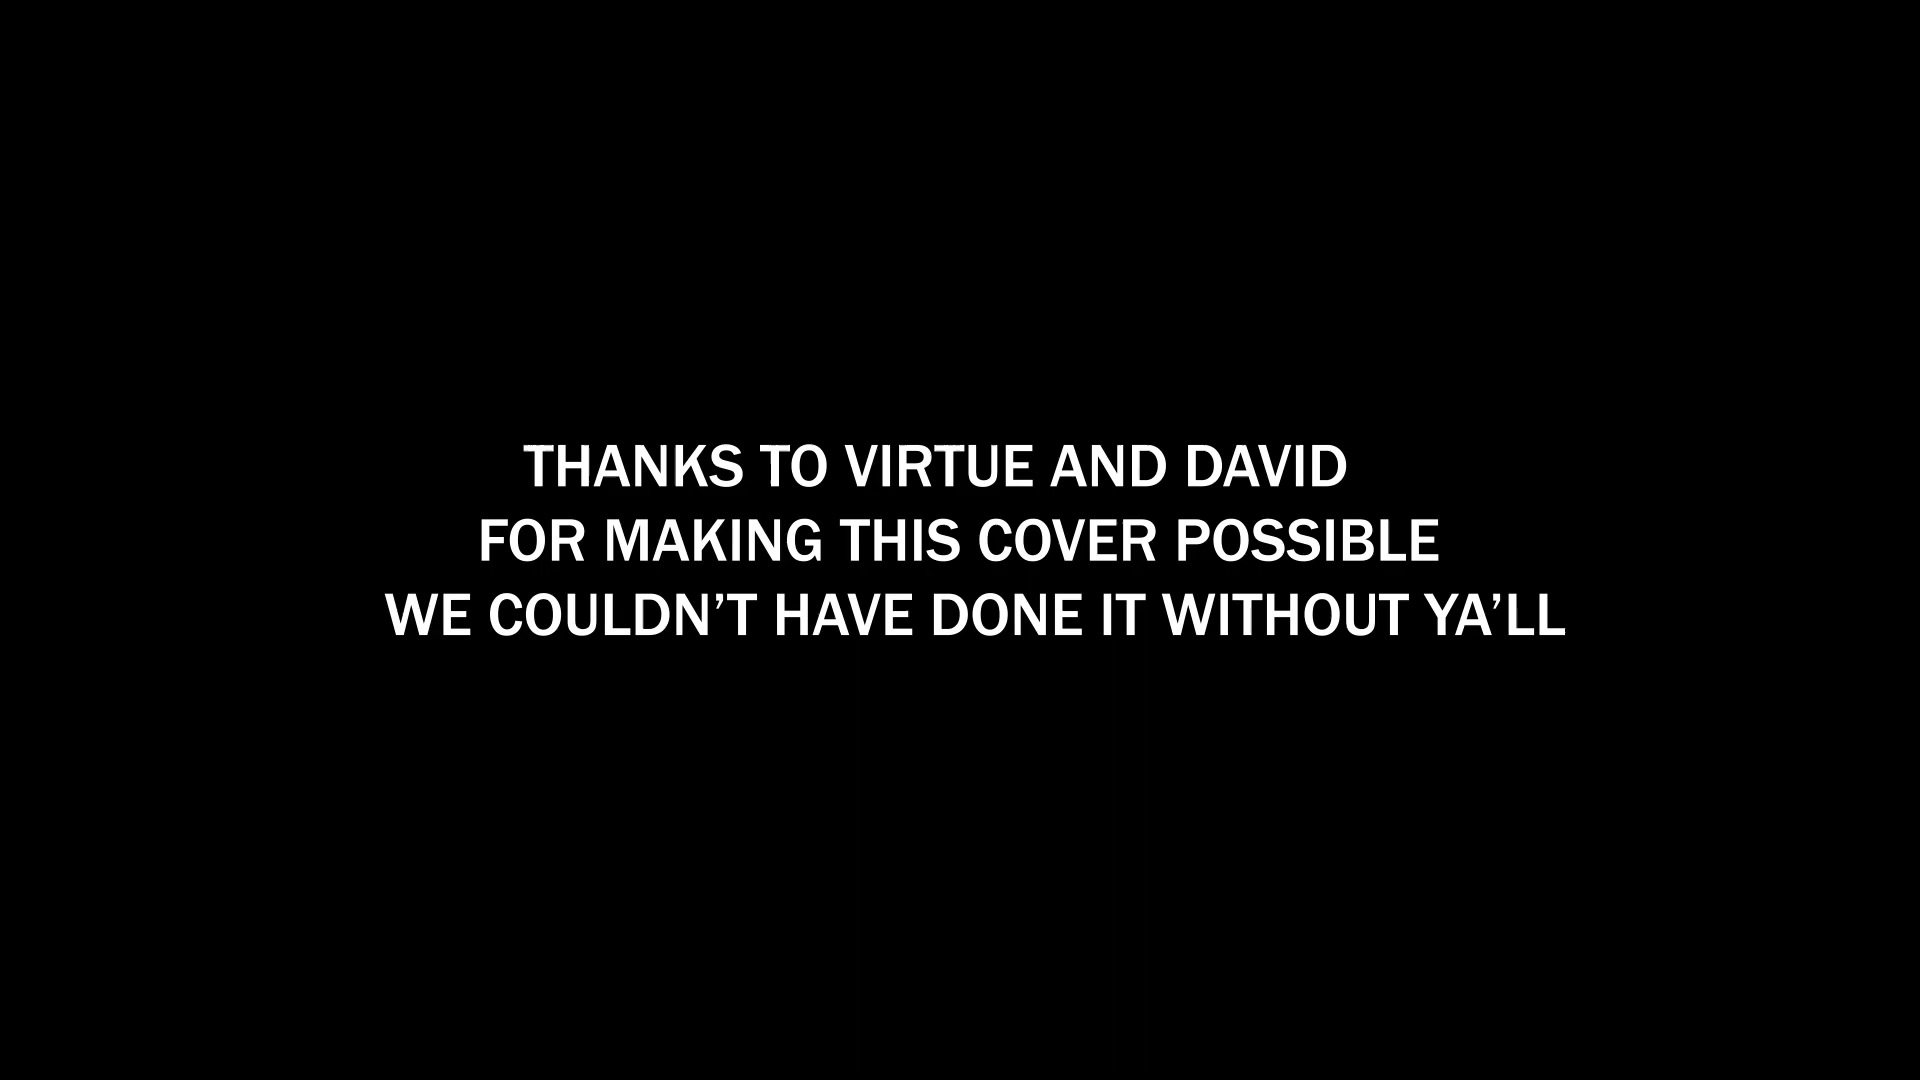 THANKS TO VIRTUE AND DAVID
FOR MAKING THIS COVER POSSIBLE
WE COULDN’T HAVE DONE IT WITHOUT YA’LL